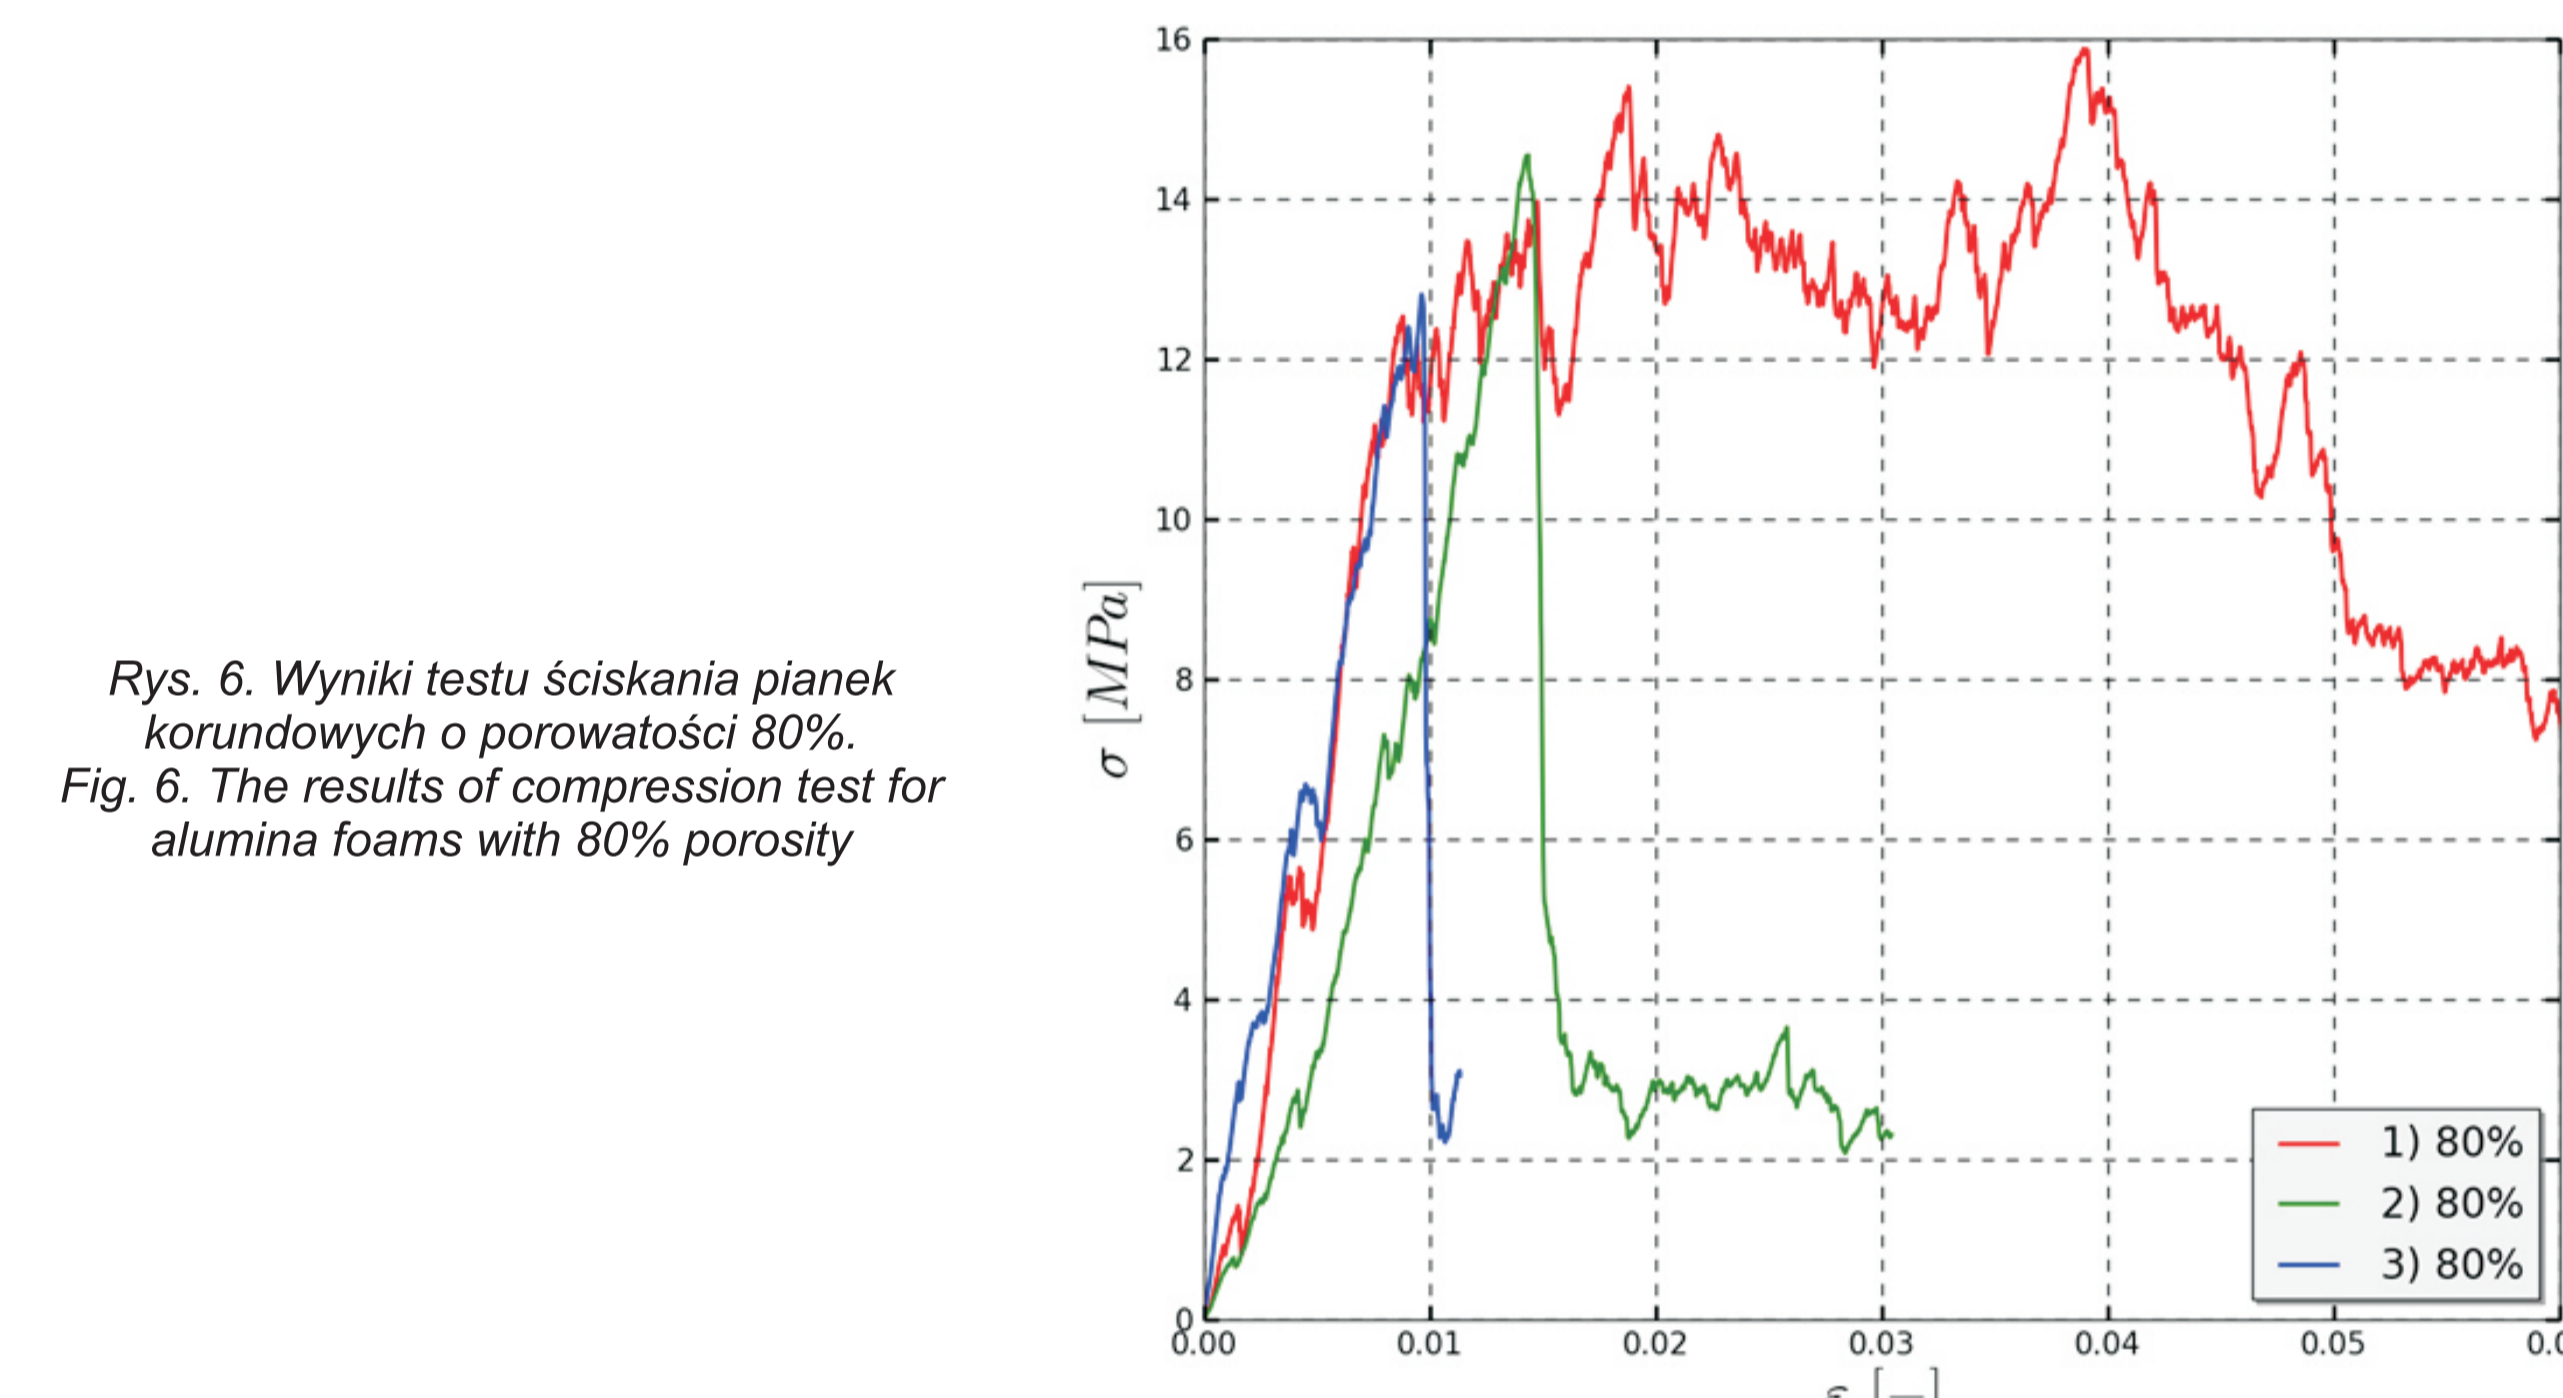 Rys. 6. Wyniki testu ściskania pianek
korundowych o porowatości 80%.
Fig. 6. The results of compression test for
alumina foams with 80% porosity
σ [MPa]
16
14
12
10
8
6
4
2
0
0.00 0.01 0.02 0.03 0.04 0.05
1) 80%
2) 80%
3) 80%